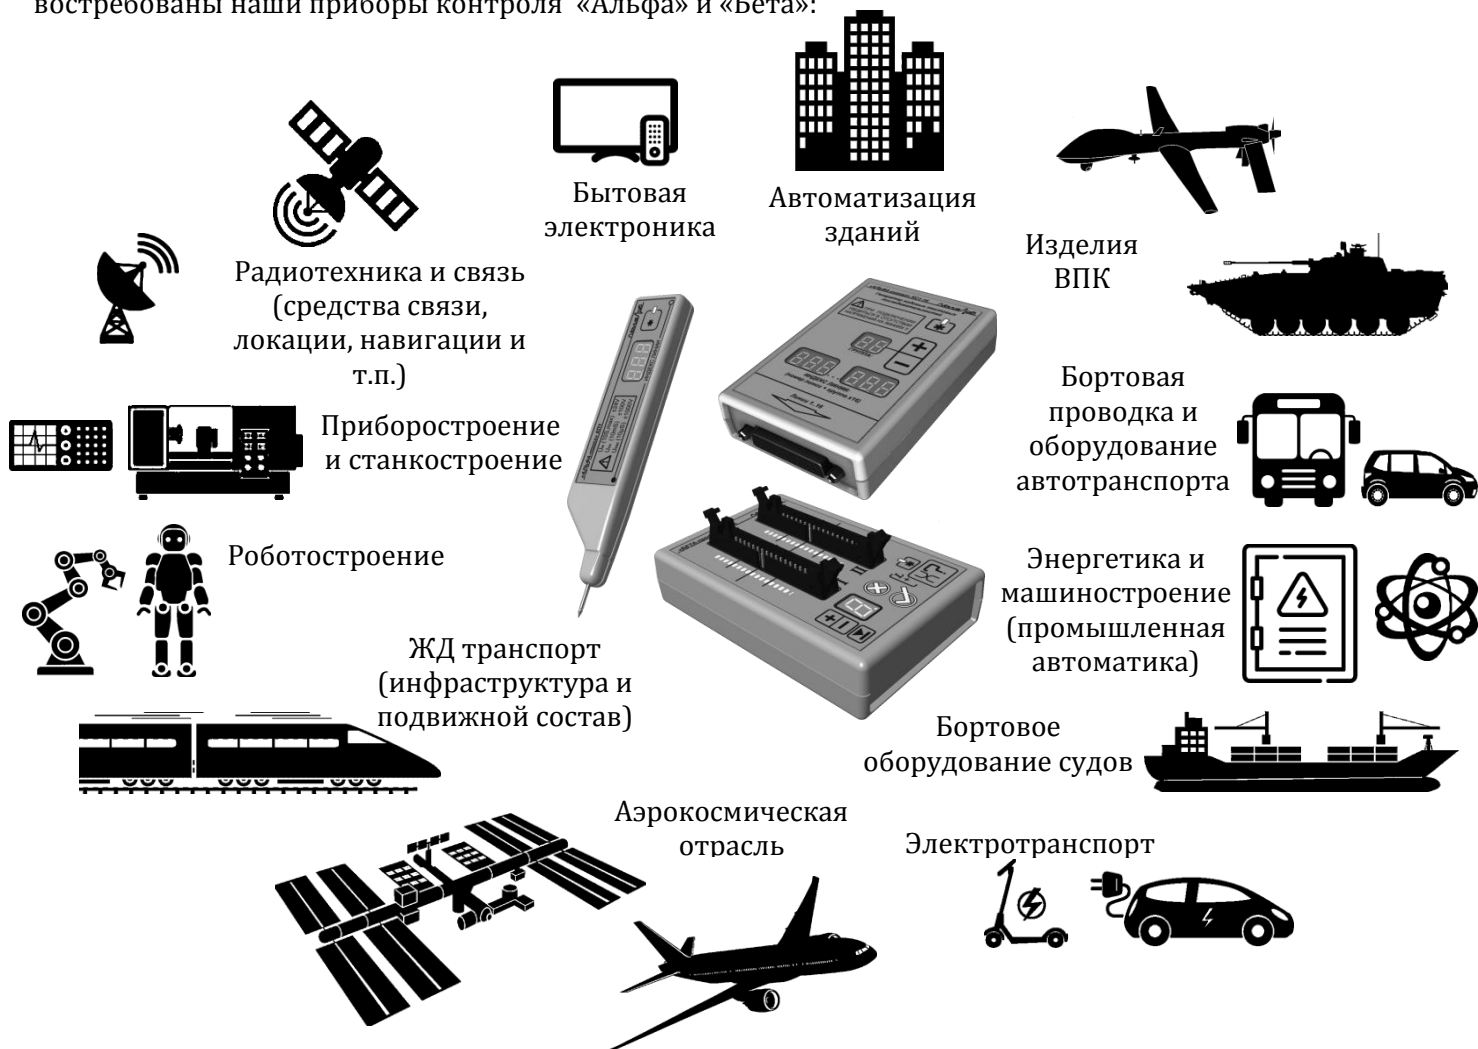 востребованы наши приборы контроля «Альфа» и «Бета»:
Бытовая
электроника
Автоматизация
зданий
Изделия
ВПК
Радиотехника и связь
(средства связи,
локации, навигации и
т.п.)
Приборостроение
и станкостроение
Бортовая
проводка и
оборудование
автотранспорта
Роботостроение
Энергетика и
машиностроение
(промышленная
автоматика)
ЖД транспорт
(инфраструктура и
подвижной состав)
Бортовое
оборудование судов
Аэрокосмическая
отрасль
Электротранспорт